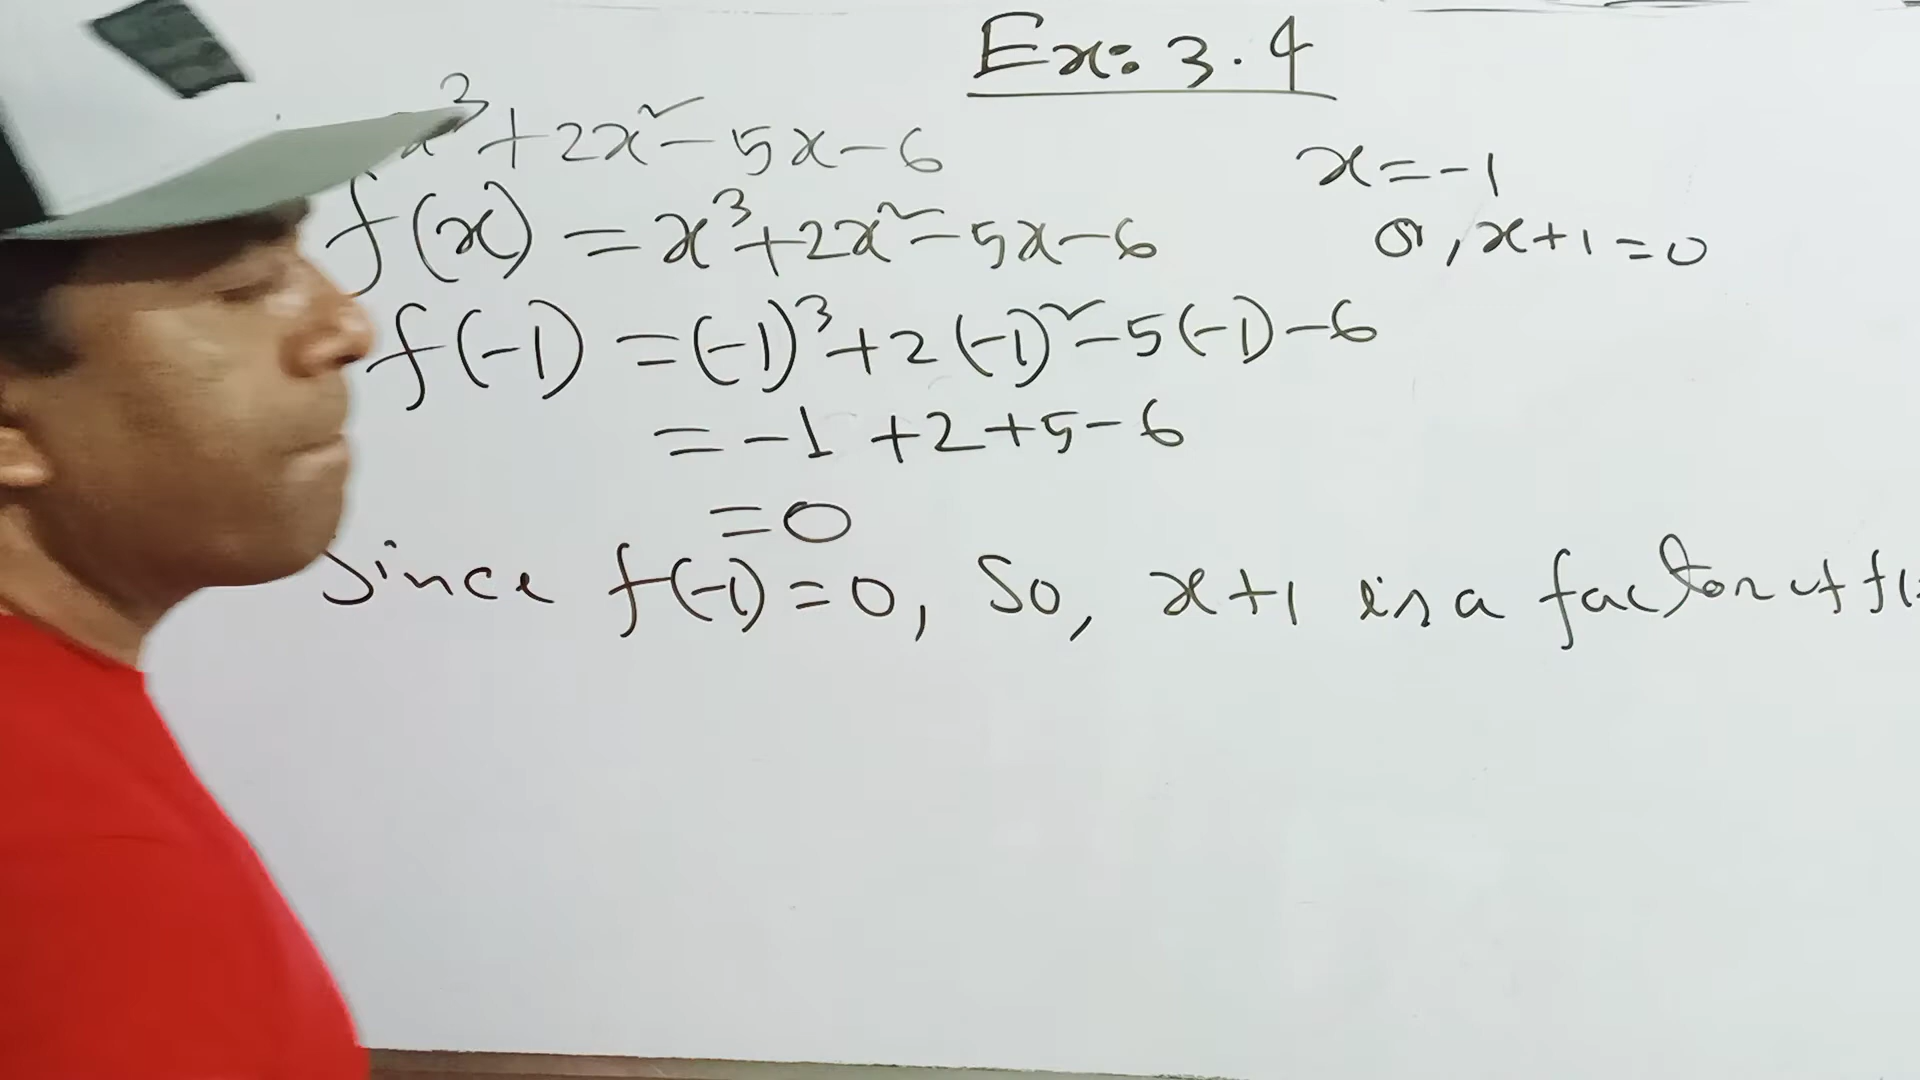 Ex: 3.4
x³+2x²-5x-6
x=-1
f(x) = x³+2x²-5x-6
or, x+1=0
f(-1) = (-1)³+2(-1)²-5(-1)-6
= -1 +2+5-6
=0
Since f(-1)=0, So, x+1 is a factor of f(x